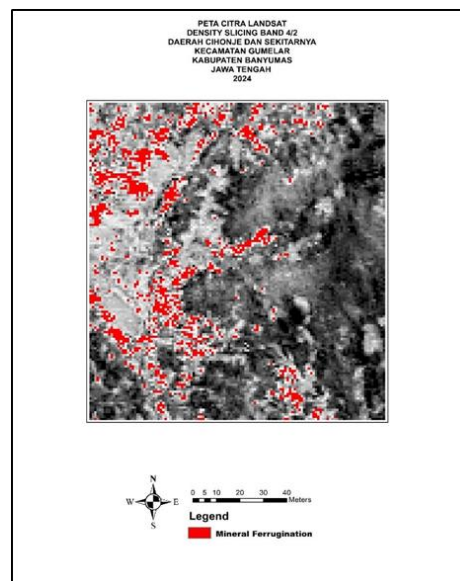 PETA CITRA LANDSAT
DENSITY SLICING BAND 4/2
DAERAH CIHONJE DAN SEKITARNYA
KECAMATAN GUMELAR
KABUPATEN BANYUMAS
JAWA TENGAH
2024
N
W E
S
0 5 10 20 30 40
Meters
Legend
Mineral Ferrugination